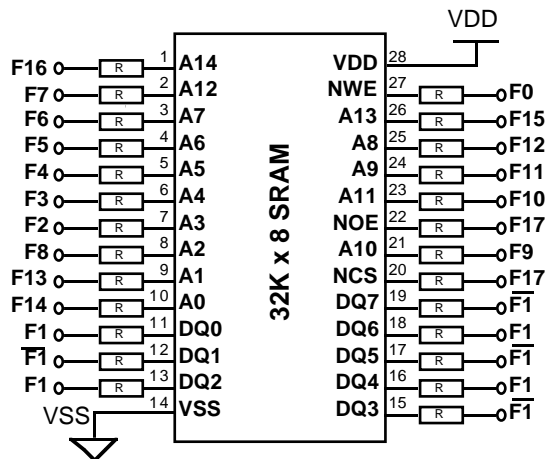 VDD
F16 R 1 A14 VDD 28
F7 R 2 A12 NWE 27 R F0
F6 R 3 A7 A13 26 R F15
F5 R 4 A6 A8 25 R F12
F4 R 5 A5 A9 24 R F11
F3 R 6 A4 A11 23 R F10
F2 R 7 A3 NOE 22 R F17
F8 R 8 A2 A10 21 R F9
F13 R 9 A1 NCS 20 R F17
F14 R 10 A0 DQ7 19 R F̅1̅
F1 R 11 DQ0 DQ6 18 R F1
F̅1̅ R 12 DQ1 DQ5 17 R F̅1̅
F1 R 13 DQ2 DQ4 16 R F1
VSS 14 VSS DQ3 15 R F̅1̅
32K x 8 SRAM